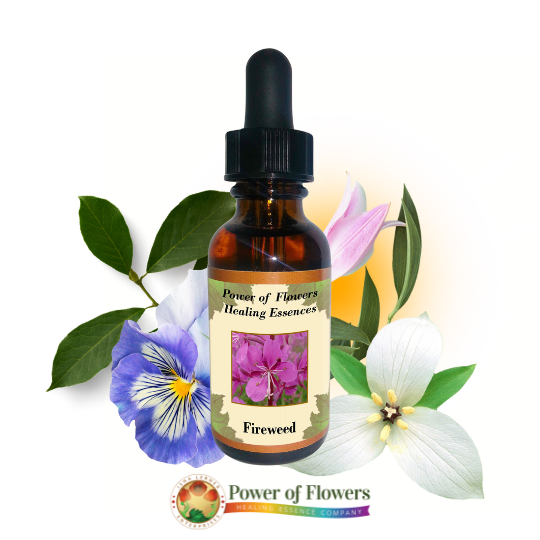 Power of Flowers
Healing Essences
Fireweed
Power of Flowers
HEALING ESSENCE COMPANY